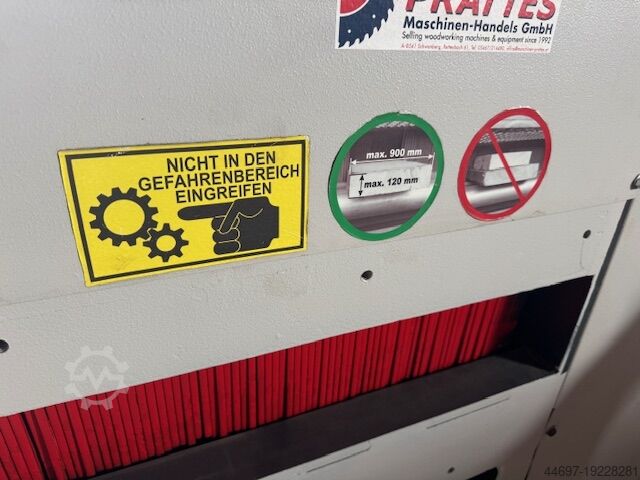 PRATTES
Maschinen-Handels GmbH
Selling woodworking machines & equipment since 1992
NICHT IN DEN
GEFAHRENBEREICH
EINGREIFEN
max. 900 mm
max. 120 mm
44697-19228281